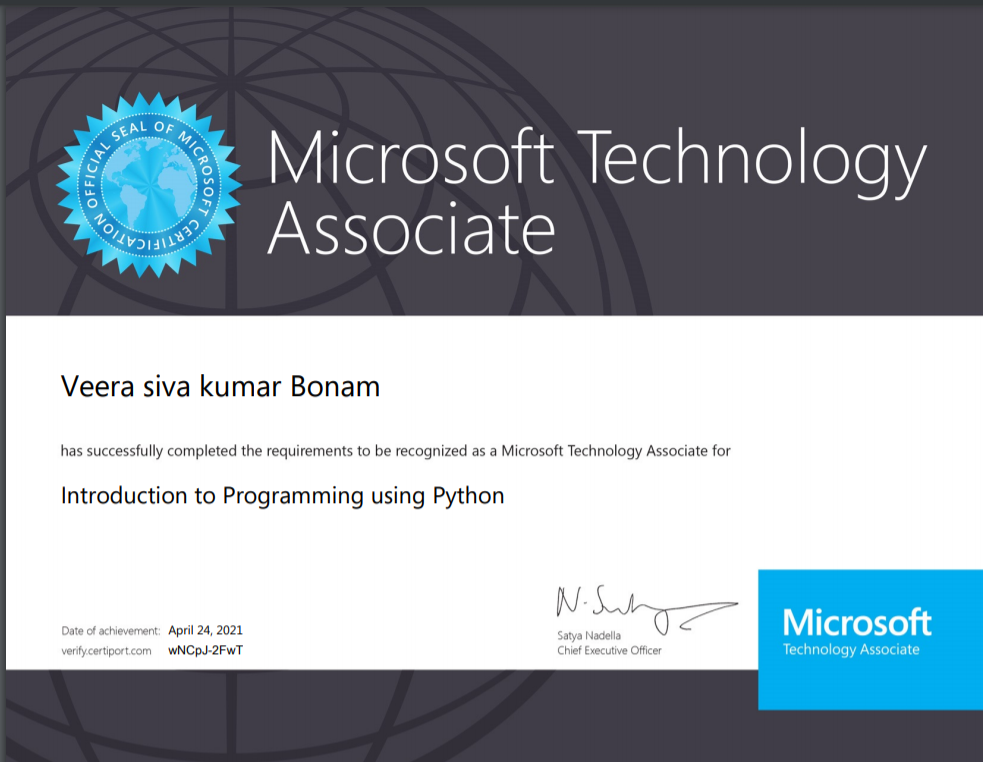 OFFICIAL SEAL OF MICROSOFT CERTIFICATION
Microsoft Technology
Associate
Veera siva kumar Bonam
has successfully completed the requirements to be recognized as a Microsoft Technology Associate for
Introduction to Programming using Python
Date of achievement: April 24, 2021
verify.certiport.com wNCpJ-2FwT
N. Satya
Satya Nadella
Chief Executive Officer
Microsoft
Technology Associate